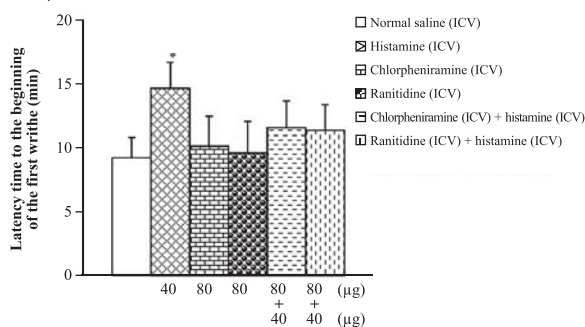 Latency time to the beginning
of the first writhe (min)
20
15
10
5
0
*
40 80 80 80 80 (µg)
+ +
40 40 (µg)
Normal saline (ICV)
Histamine (ICV)
Chlorpheniramine (ICV)
Ranitidine (ICV)
Chlorpheniramine (ICV) + histamine (ICV)
Ranitidine (ICV) + histamine (ICV)